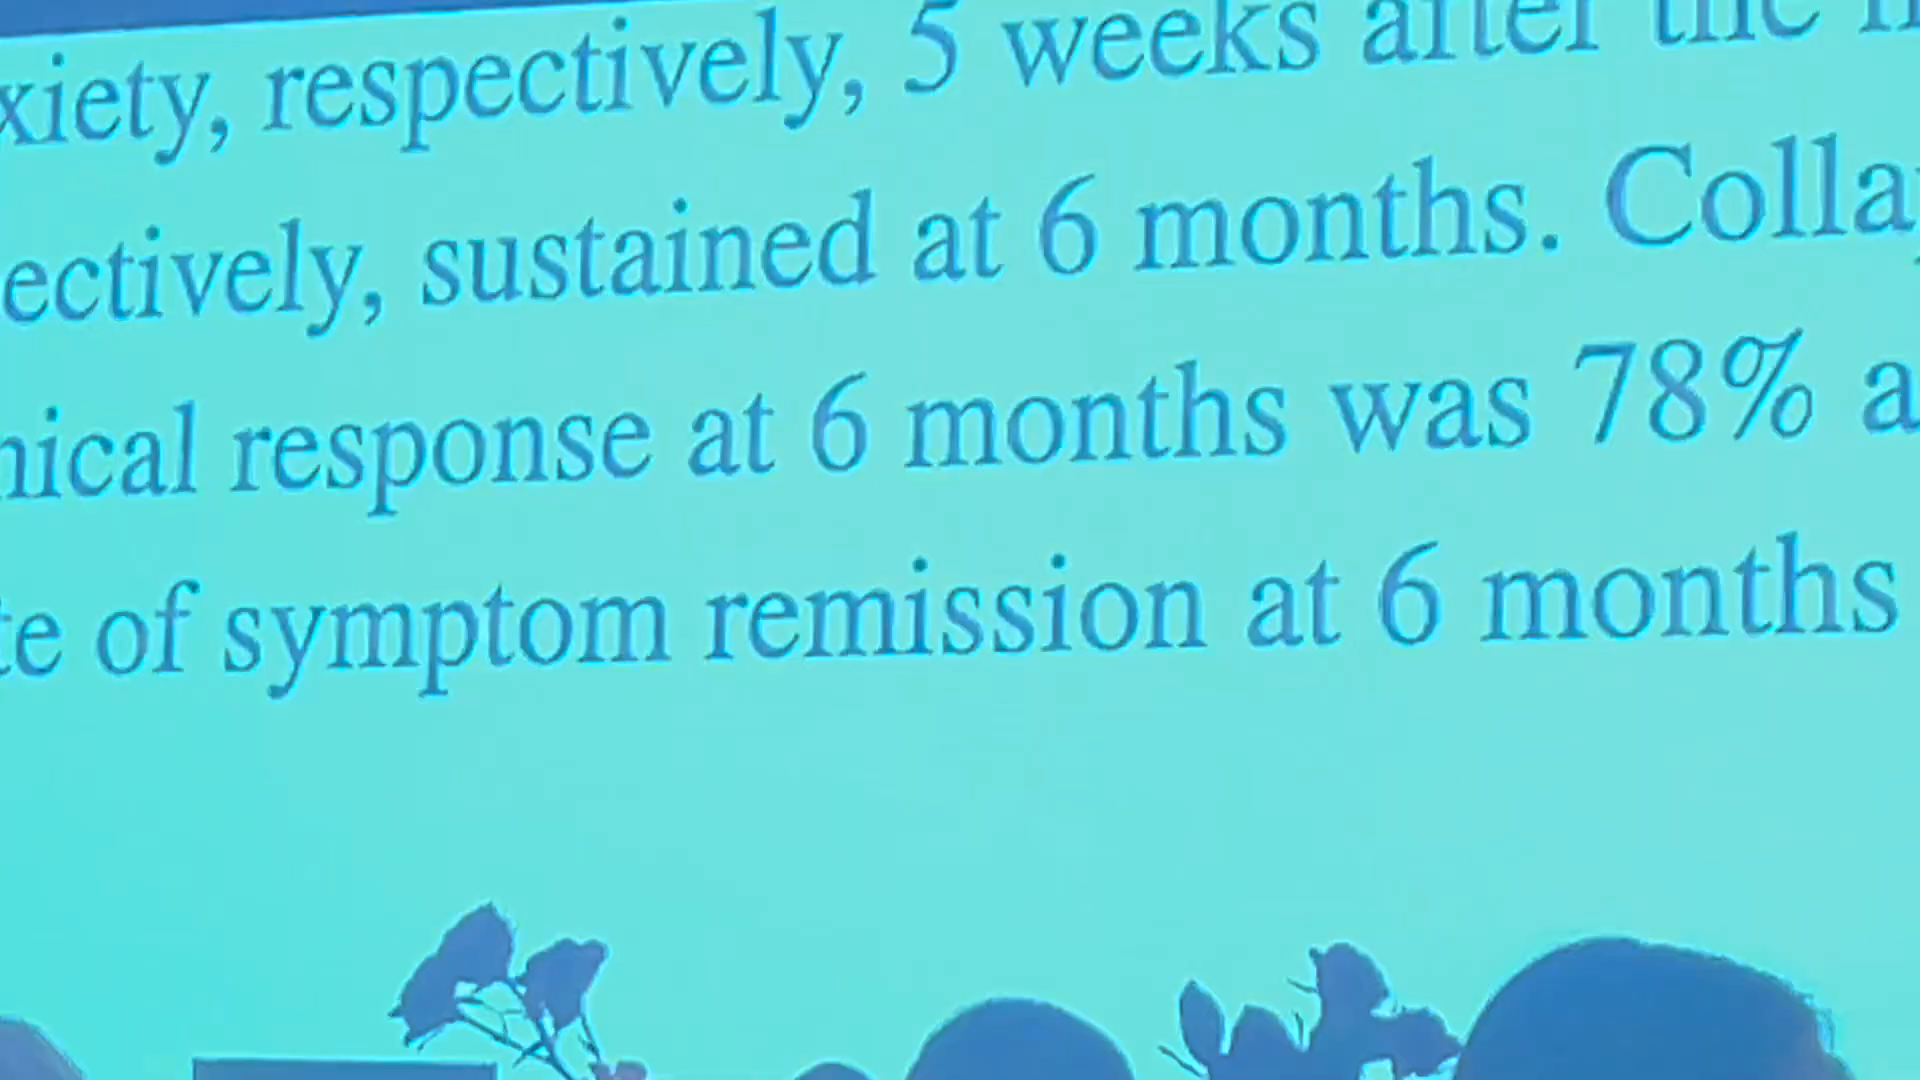 xiety, respectively, 5 weeks after the
ectively, sustained at 6 months. Colla
nical response at 6 months was 78% a
te of symptom remission at 6 months